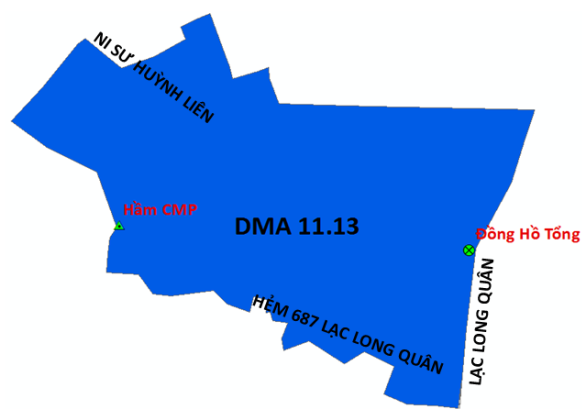 NI SƯ HUỲNH LIÊN
Hầm CMP
DMA 11.13
Đồng Hồ Tổng
HẺM 687 LẠC LONG QUÂN
LẠC LONG QUÂN